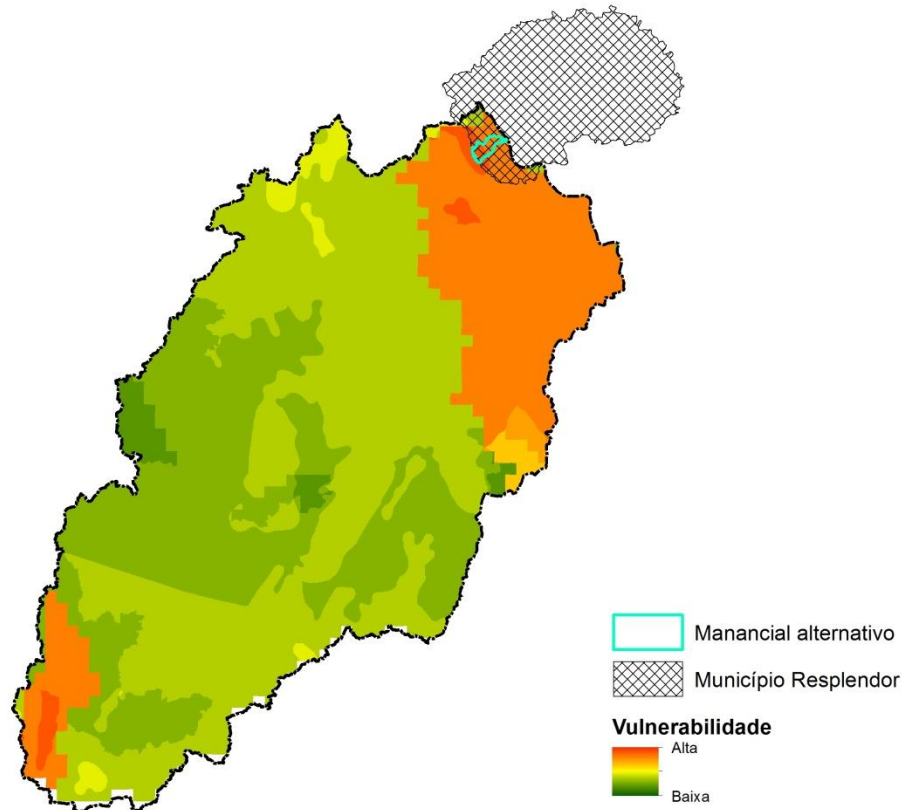 Manancial alternativo
Município Resplendor
Vulnerabilidade
Alta
Baixa